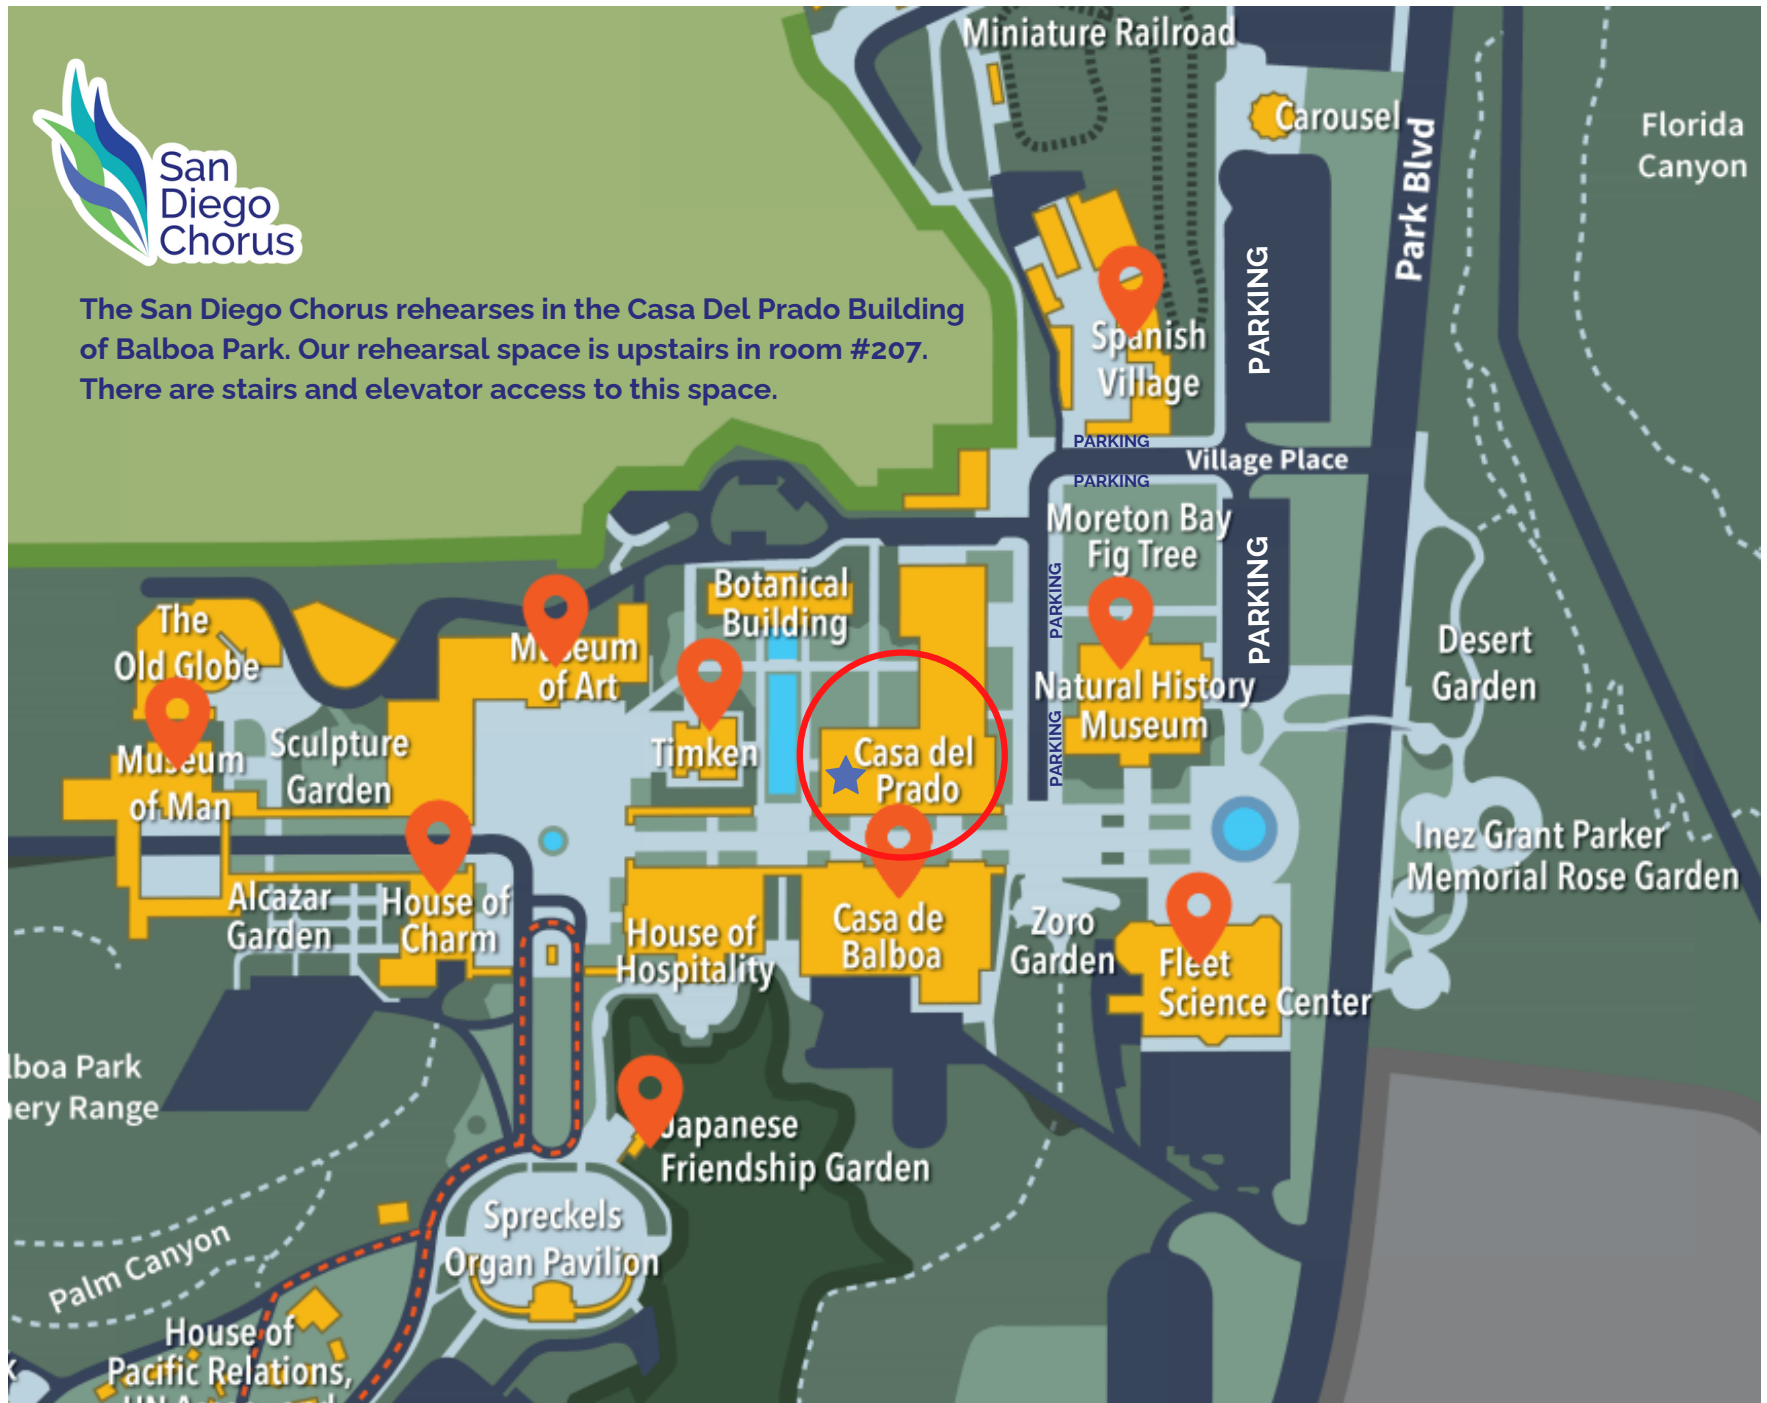 San
Diego
Chorus
The San Diego Chorus rehearses in the Casa Del Prado Building
of Balboa Park. Our rehearsal space is upstairs in room #207.
There are stairs and elevator access to this space.
Miniature Railroad
Carousel
Park Blvd
Florida
Canyon
PARKING
Spanish
Village
PARKING
Village Place
PARKING
Moreton Bay
Fig Tree
PARKING
PARKING
PARKING
Natural History
Museum
Desert
Garden
Botanical
Building
The
Old Globe
Museum
of Art
Museum
of Man
Sculpture
Garden
Timken
Casa del
Prado
Inez Grant Parker
Memorial Rose Garden
Alcazar
Garden
House of
Charm
House of
Hospitality
Casa de
Balboa
Zoro
Garden
Fleet
Science Center
lboa Park
nery Range
Japanese
Friendship Garden
Spreckels
Organ Pavilion
Palm Canyon
House of
Pacific Relations,